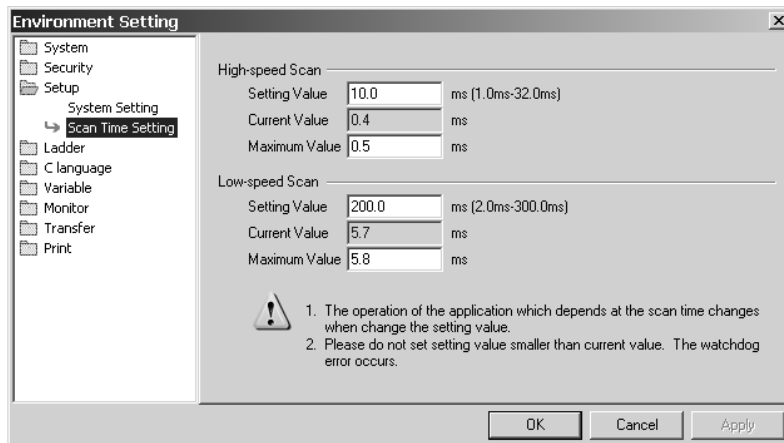 Environment Setting
System
Security
Setup
System Setting
Scan Time Setting
Ladder
C language
Variable
Monitor
Transfer
Print
High-speed Scan
Setting Value 10.0 ms (1.0ms-32.0ms)
Current Value 0.4 ms
Maximum Value 0.5 ms
Low-speed Scan
Setting Value 200.0 ms (2.0ms-300.0ms)
Current Value 5.7 ms
Maximum Value 5.8 ms
1. The operation of the application which depends at the scan time changes
when change the setting value.
2. Please do not set setting value smaller than current value. The watchdog
error occurs.
OK Cancel Apply